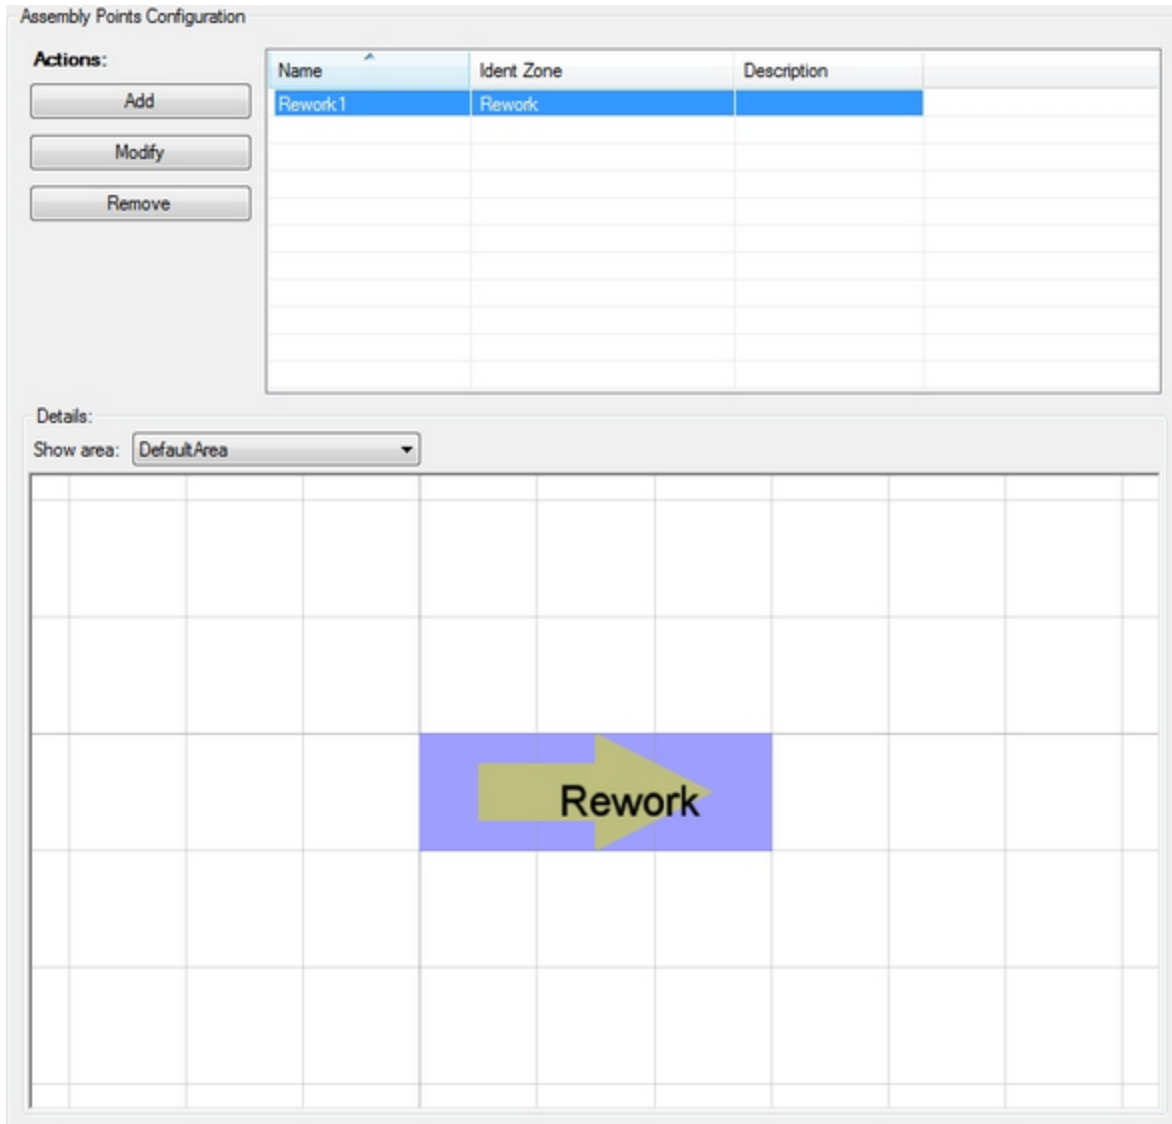 Assembly Points Configuration
Actions:
Add
Modify
Remove
Name Ident Zone Description
Rework1 Rework
Details:
Show area: DefaultArea
Rework